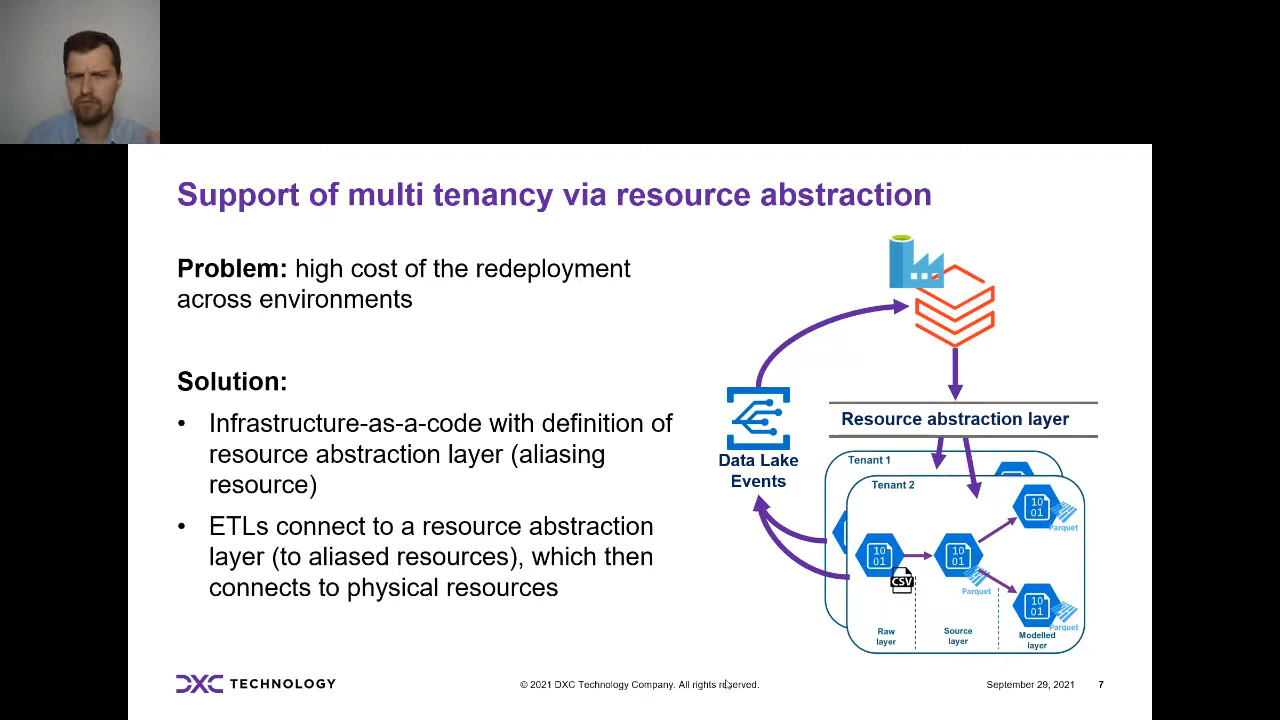 Support of multi tenancy via resource abstraction
Problem: high cost of the redeployment
across environments
Solution:
• Infrastructure-as-a-code with definition of
resource abstraction layer (aliasing
resource)
• ETLs connect to a resource abstraction
layer (to aliased resources), which then
connects to physical resources
Data Lake
Events
Resource abstraction layer
Tenant 1
Tenant 2
10
01
10
01
10
01
10
01
CSV
Parquet
Parquet
Parquet
Raw
layer
Source
layer
Modelled
layer
DXC TECHNOLOGY
© 2021 DXC Technology Company. All rights reserved.
September 29, 2021
7